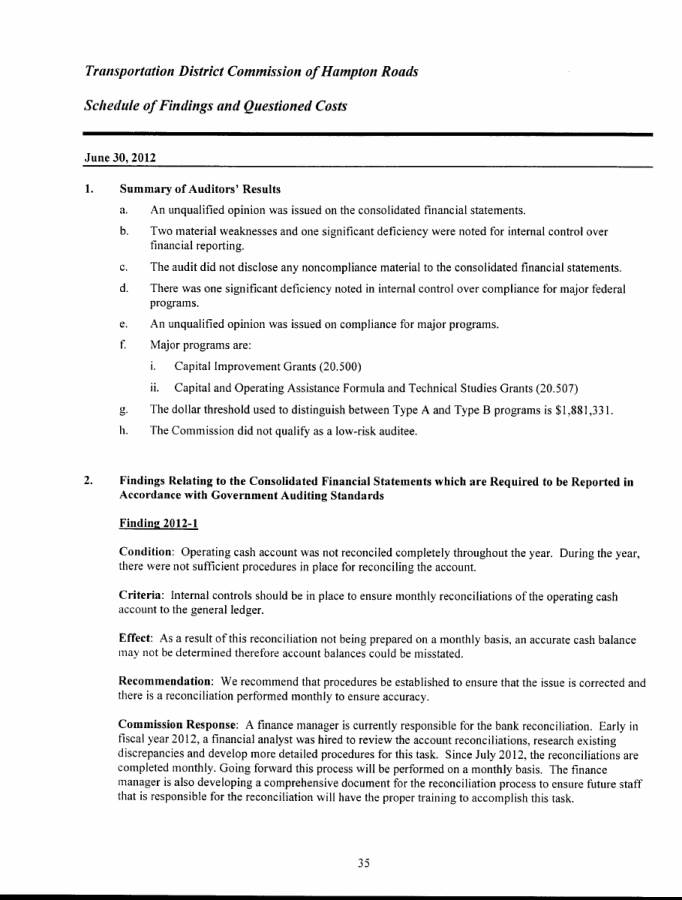 Transportation District Commission of Hampton Roads
Schedule of Findings and Questioned Costs
June 30, 2012
1. Summary of Auditors' Results
a. An unqualified opinion was issued on the consolidated financial statements.
b. Two material weaknesses and one significant deficiency were noted for internal control over
financial reporting.
c. The audit did not disclose any noncompliance material to the consolidated financial statements.
d. There was one significant deficiency noted in internal control over compliance for major federal
programs.
e. An unqualified opinion was issued on compliance for major programs.
f. Major programs are:
i. Capital Improvement Grants (20.500)
ii. Capital and Operating Assistance Formula and Technical Studies Grants (20.507)
g. The dollar threshold used to distinguish between Type A and Type B programs is $1,881,331.
h. The Commission did not qualify as a low-risk auditee.
2. Findings Relating to the Consolidated Financial Statements which are Required to be Reported in
Accordance with Government Auditing Standards
Finding 2012-1
Condition: Operating cash account was not reconciled completely throughout the year. During the year,
there were not sufficient procedures in place for reconciling the account.
Criteria: Internal controls should be in place to ensure monthly reconciliations of the operating cash
account to the general ledger.
Effect: As a result of this reconciliation not being prepared on a monthly basis, an accurate cash balance
may not be determined therefore account balances could be misstated.
Recommendation: We recommend that procedures be established to ensure that the issue is corrected and
there is a reconciliation performed monthly to ensure accuracy.
Commission Response: A finance manager is currently responsible for the bank reconciliation. Early in
fiscal year 2012, a financial analyst was hired to review the account reconciliations, research existing
discrepancies and develop more detailed procedures for this task. Since July 2012, the reconciliations are
completed monthly. Going forward this process will be performed on a monthly basis. The finance
manager is also developing a comprehensive document for the reconciliation process to ensure future staff
that is responsible for the reconciliation will have the proper training to accomplish this task.
35